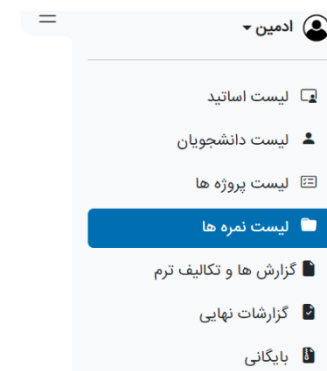 ادمین
لیست اساتید
لیست دانشجویان
لیست پروژه ها
لیست نمره ها
گزارش ها و تکالیف ترم
گزارشات نهایی
بایگانی